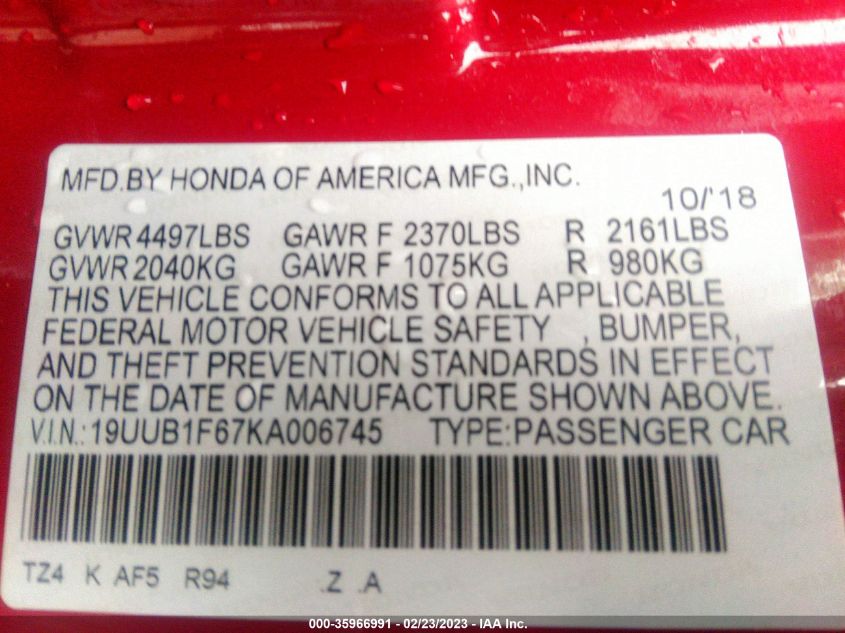 MFD.BY HONDA OF AMERICA MFG.,INC.
10/'18
GVWR 4497LBS GAWR F 2370LBS R 2161LBS
GVWR 2040KG GAWR F 1075KG R 980KG
THIS VEHICLE CONFORMS TO ALL APPLICABLE
FEDERAL MOTOR VEHICLE SAFETY , BUMPER,
AND THEFT PREVENTION STANDARDS IN EFFECT
ON THE DATE OF MANUFACTURE SHOWN ABOVE.
V.I.N.: 19UUB1F67KA006745 TYPE:PASSENGER CAR
TZ4 K AF5 R94 .Z .A
000-35966991 - 02/23/2023 - IAA Inc.